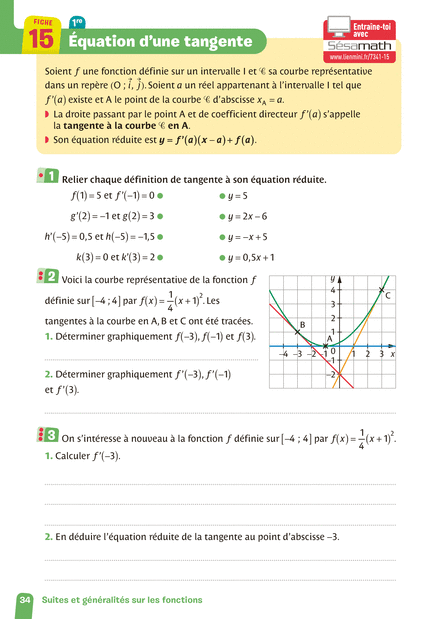 FICHE 1re
15 Équation d'une tangente
Entraîne-toi
avec
Sésamath
www.lienmini.fr/7341-15
Soient f une fonction définie sur un intervalle I et 𝒞 sa courbe représentative
dans un repère (O ; i⃗, j⃗). Soient a un réel appartenant à l'intervalle I tel que
f'(a) existe et A le point de la courbe 𝒞 d'abscisse xA = a.
La droite passant par le point A et de coefficient directeur f'(a) s'appelle
la tangente à la courbe 𝒞 en A.
Son équation réduite est y = f'(a)(x – a) + f(a).
1 Relier chaque définition de tangente à son équation réduite.
f(1) = 5 et f'(–1) = 0 • • y = 5
g'(2) = –1 et g(2) = 3 • • y = 2x – 6
h'(–5) = 0,5 et h(–5) = –1,5 • • y = –x + 5
k(3) = 0 et k'(3) = 2 • • y = 0,5x + 1
2 Voici la courbe représentative de la fonction f
définie sur [–4 ; 4] par f(x) = 1/4 (x + 1)². Les
tangentes à la courbe en A, B et C ont été tracées.
1. Déterminer graphiquement f(–3), f(–1) et f(3).
2. Déterminer graphiquement f'(–3), f'(–1)
et f'(3).
y
4
C
3
2
B
1
A
–4 –3 –2 –1 0 1 2 3 x
–1
–2
3 On s'intéresse à nouveau à la fonction f définie sur [–4 ; 4] par f(x) = 1/4 (x + 1)².
1. Calculer f'(–3).
2. En déduire l'équation réduite de la tangente au point d'abscisse –3.
34 Suites et généralités sur les fonctions